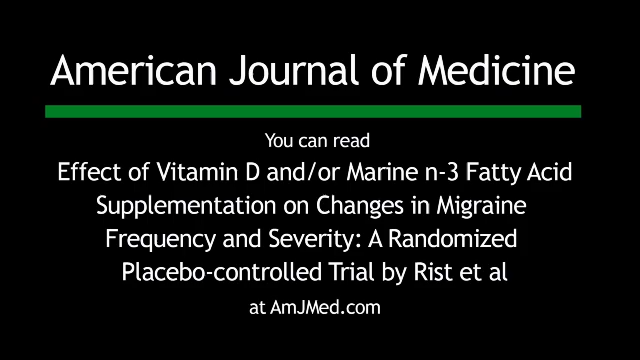 American Journal of Medicine
You can read
Effect of Vitamin D and/or Marine n-3 Fatty Acid
Supplementation on Changes in Migraine
Frequency and Severity: A Randomized
Placebo-controlled Trial by Rist et al
at AmJMed.com